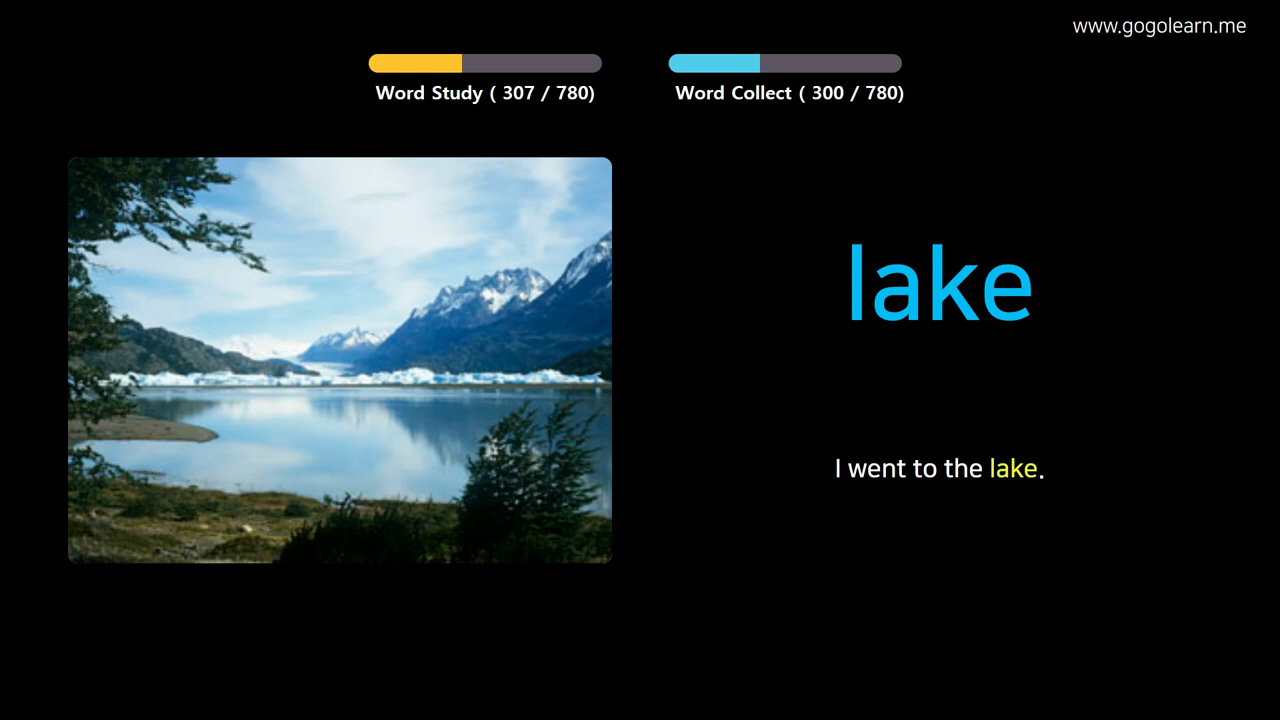 www.gogolearn.me
Word Study ( 307 / 780)
Word Collect ( 300 / 780)
lake
I went to the lake.